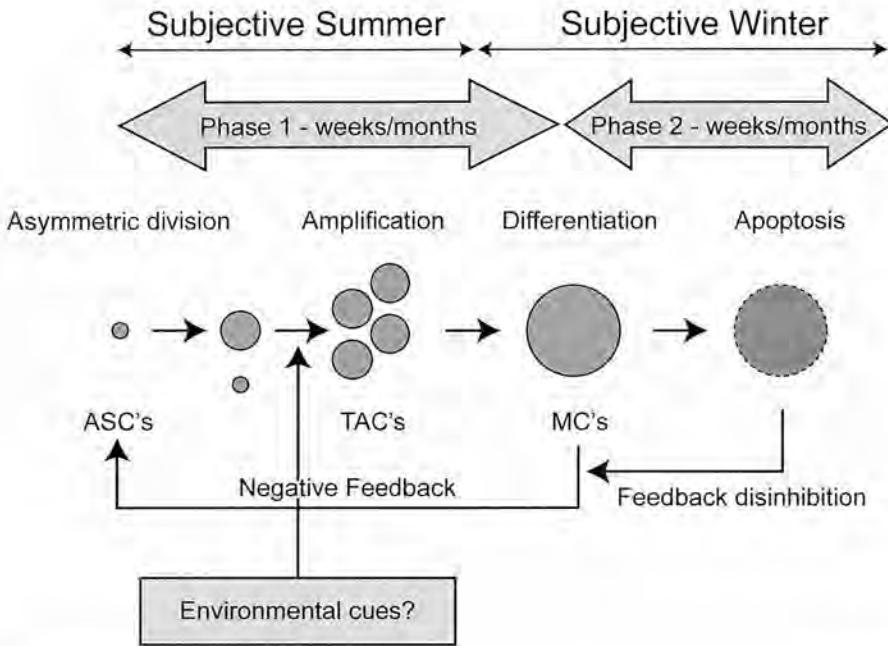 Subjective Summer
Subjective Winter
Phase 1 - weeks/months
Phase 2 - weeks/months
Asymmetric division
Amplification
Differentiation
Apoptosis
ASC's
TAC's
MC's
Negative Feedback
Feedback disinhibition
Environmental cues?